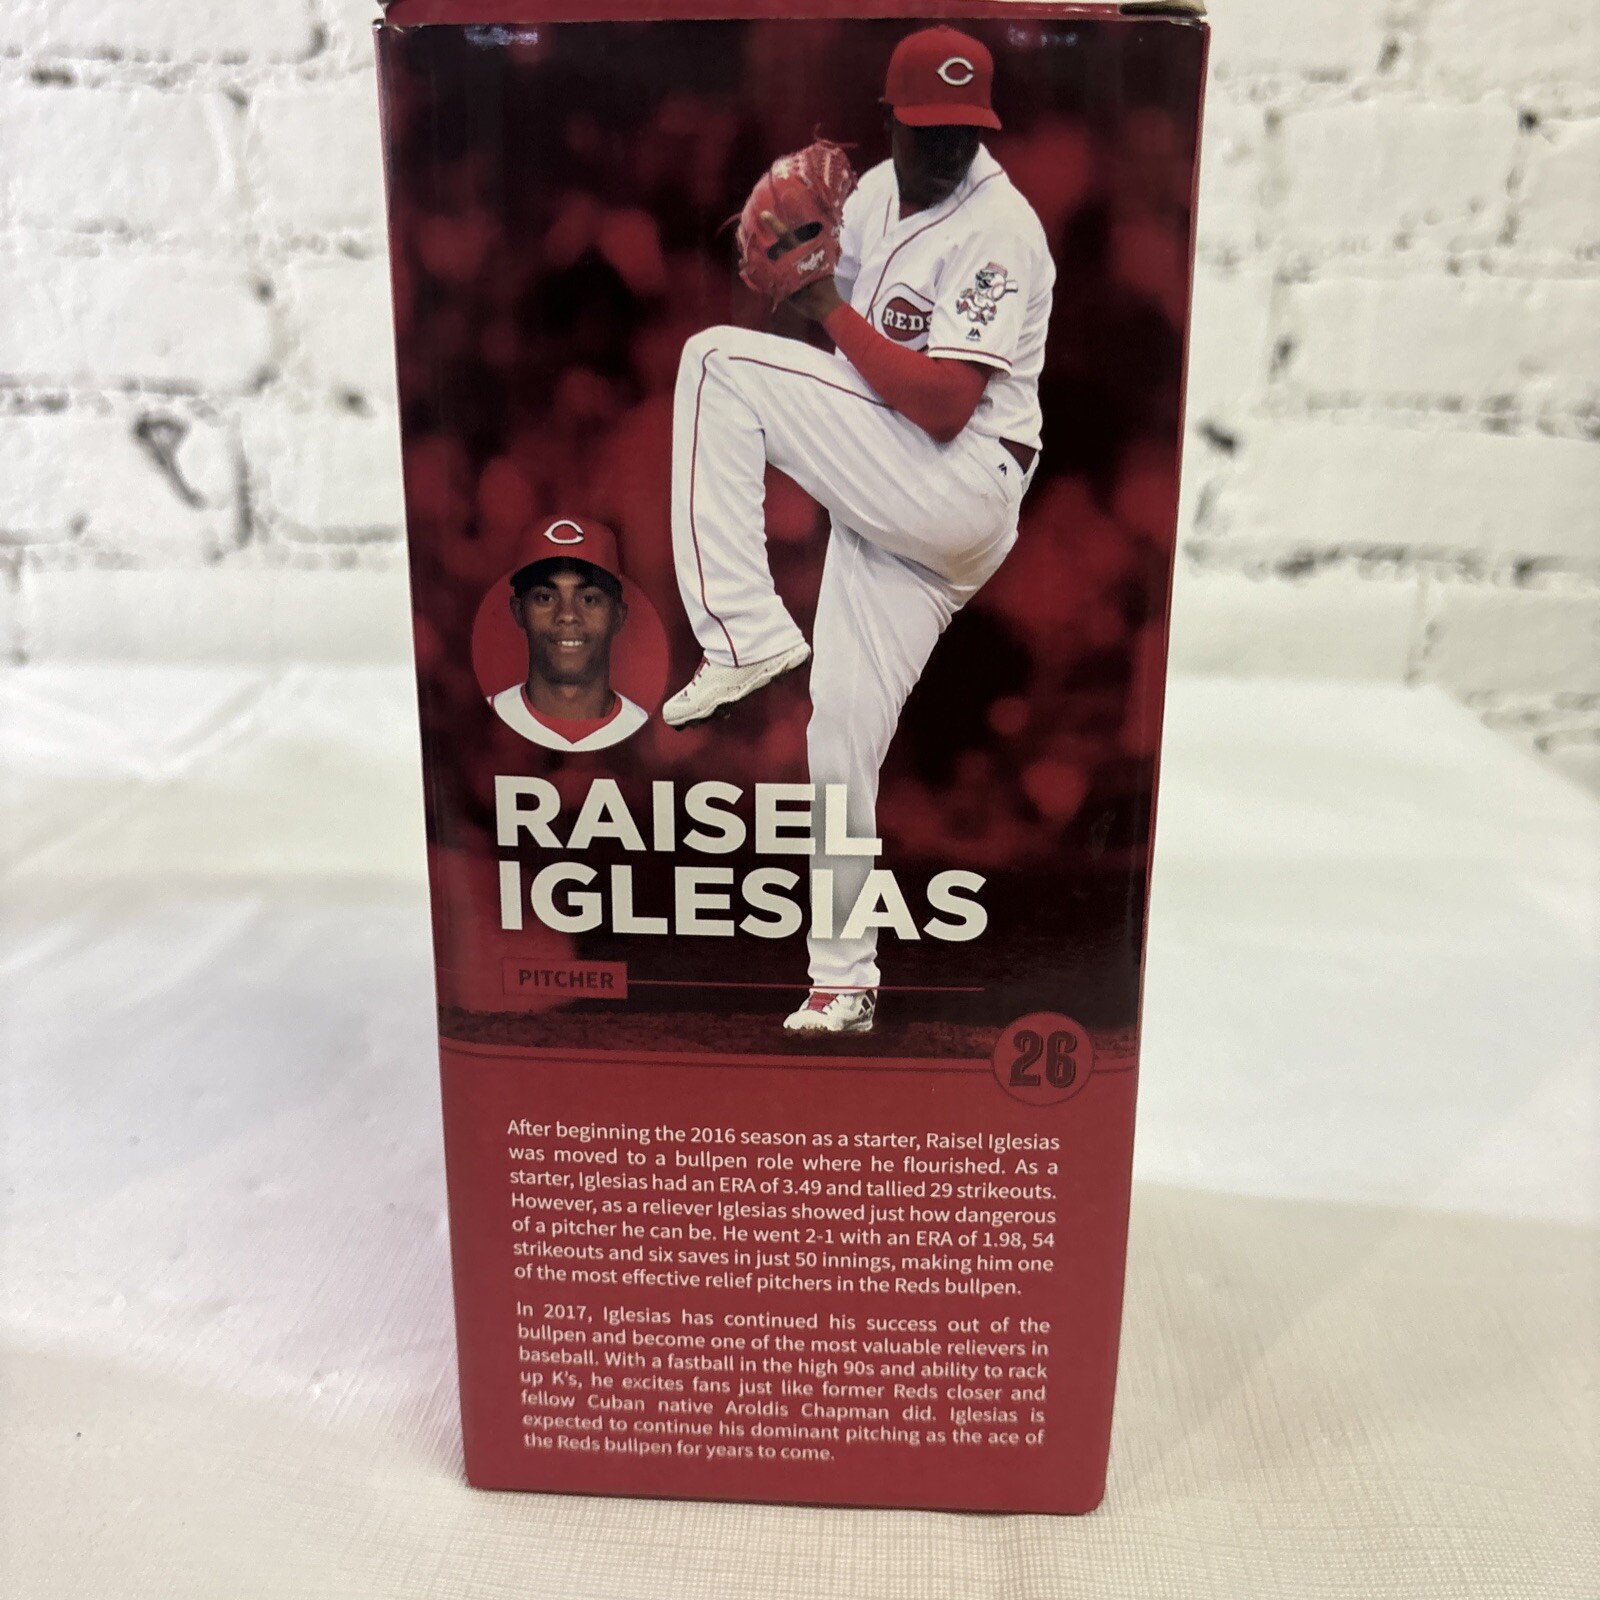 C
REDS
C
RAISEL
IGLESIAS
PITCHER
26
After beginning the 2016 season as a starter, Raisel Iglesias
was moved to a bullpen role where he flourished. As a
starter, Iglesias had an ERA of 3.49 and tallied 29 strikeouts.
However, as a reliever Iglesias showed just how dangerous
of a pitcher he can be. He went 2-1 with an ERA of 1.98, 54
strikeouts and six saves in just 50 innings, making him one
of the most effective relief pitchers in the Reds bullpen.
In 2017, Iglesias has continued his success out of the
bullpen and become one of the most valuable relievers in
baseball. With a fastball in the high 90s and ability to rack
up K's, he excites fans just like former Reds closer and
fellow Cuban native Aroldis Chapman did. Iglesias is
expected to continue his dominant pitching as the ace of
the Reds bullpen for years to come.